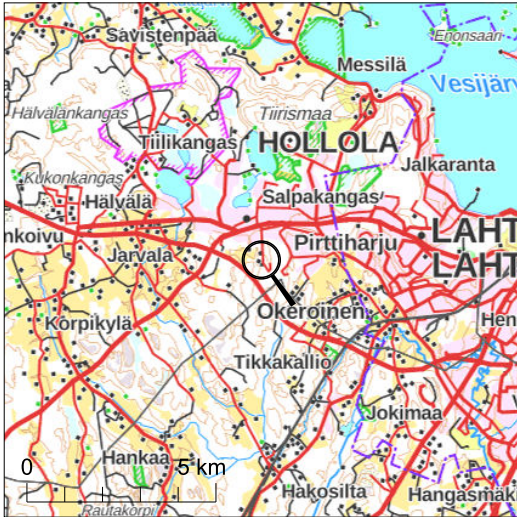 Savistenpää
Enonsaari
Messilä
Vesijärv
Hälvälänkangas
Tiirismaa
Tiilikangas
HOLLOLA
Jalkaranta
Kukonkangas
Salpakangas
Hälvälä
nkoivu
LAHT
Pirttiharju
Jarvala
LAHT
Okeroinen
Korpikylä
Hen
Tikkakallio
Jokimaa
Hankaa
0 5 km
Hakosilta
Hangasmäki
Rautakorpi